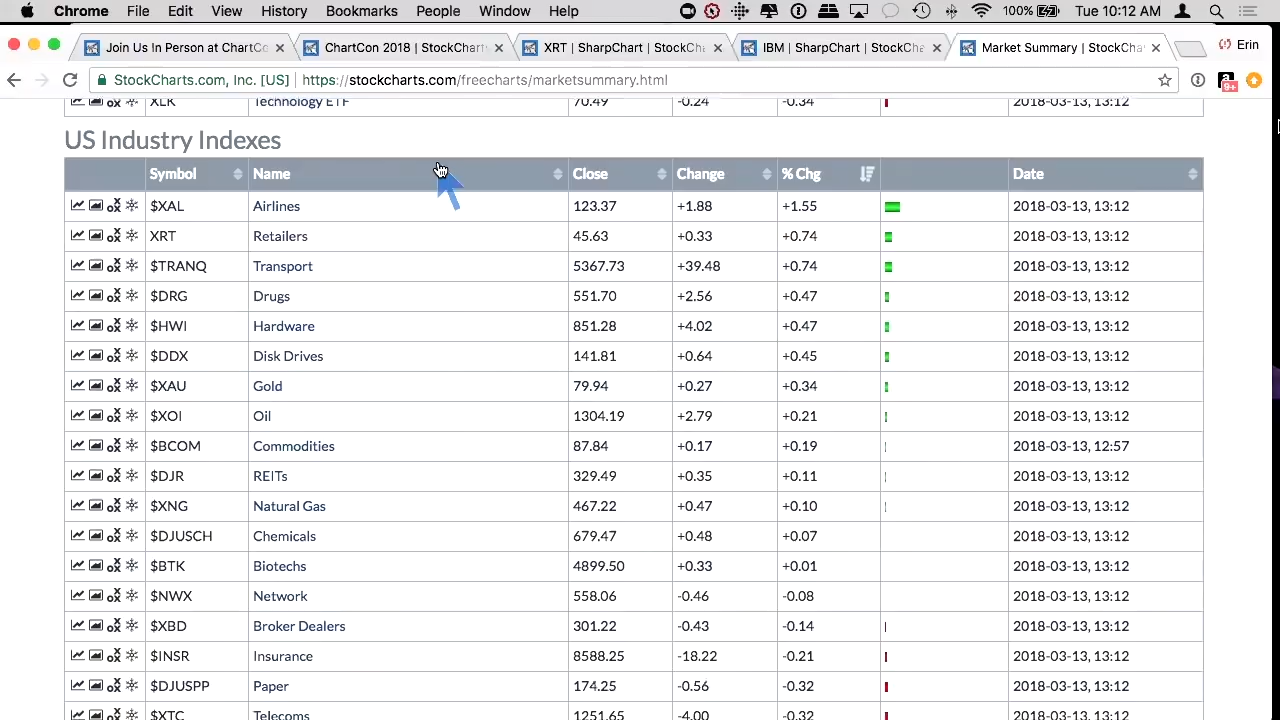 Chrome File Edit View History Bookmarks People Window Help 100% Tue 10:12 AM
Join Us In Person at ChartCo ChartCon 2018 | StockCharts XRT | SharpChart | StockCha IBM | SharpChart | StockCha Market Summary | StockCha Erin
StockCharts.com, Inc. [US] https://stockcharts.com/freecharts/marketsummary.html 9+
XLK Technology ETF 70.49 -0.24 -0.34 2018-03-13, 13:12
US Industry Indexes
Symbol Name Close Change % Chg Date
$XAL Airlines 123.37 +1.88 +1.55 2018-03-13, 13:12
XRT Retailers 45.63 +0.33 +0.74 2018-03-13, 13:12
$TRANQ Transport 5367.73 +39.48 +0.74 2018-03-13, 13:12
$DRG Drugs 551.70 +2.56 +0.47 2018-03-13, 13:12
$HWI Hardware 851.28 +4.02 +0.47 2018-03-13, 13:12
$DDX Disk Drives 141.81 +0.64 +0.45 2018-03-13, 13:12
$XAU Gold 79.94 +0.27 +0.34 2018-03-13, 13:12
$XOI Oil 1304.19 +2.79 +0.21 2018-03-13, 13:12
$BCOM Commodities 87.84 +0.17 +0.19 2018-03-13, 12:57
$DJR REITs 329.49 +0.35 +0.11 2018-03-13, 13:12
$XNG Natural Gas 467.22 +0.47 +0.10 2018-03-13, 13:12
$DJUSCH Chemicals 679.47 +0.48 +0.07 2018-03-13, 13:12
$BTK Biotechs 4899.50 +0.33 +0.01 2018-03-13, 13:12
$NWX Network 558.06 -0.46 -0.08 2018-03-13, 13:12
$XBD Broker Dealers 301.22 -0.43 -0.14 2018-03-13, 13:12
$INSR Insurance 8588.25 -18.22 -0.21 2018-03-13, 13:12
$DJUSPP Paper 174.25 -0.56 -0.32 2018-03-13, 13:12
$XTC Telecoms 1251.65 -4.00 -0.32 2018-03-13, 13:12